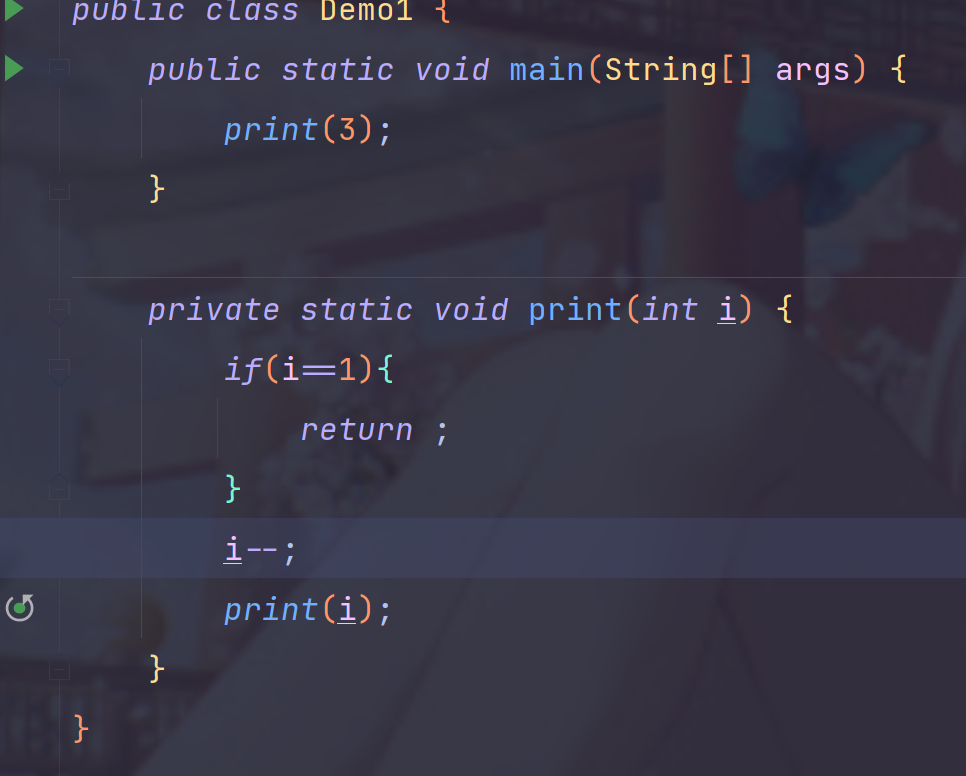 public class Demo1 {
public static void main(String[] args) {
print(3);
}
private static void print(int i) {
if(i==1){
return ;
}
i--;
print(i);
}
}